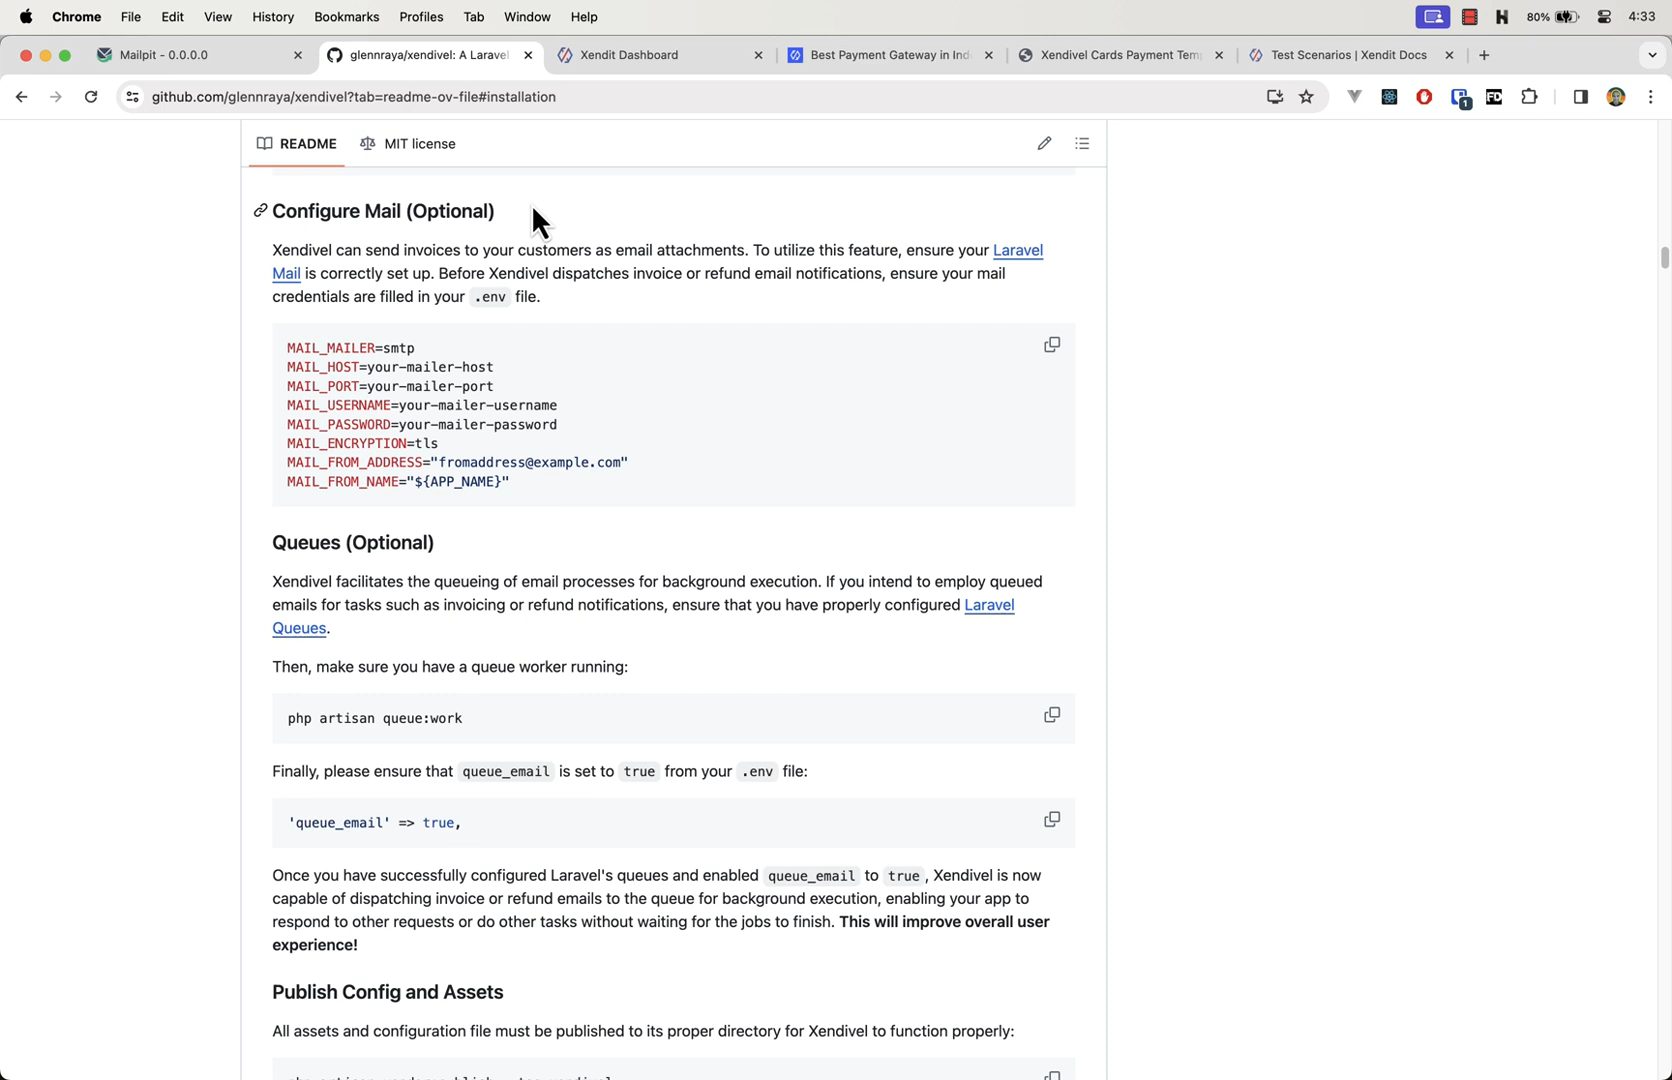 Chrome File Edit View History Bookmarks Profiles Tab Window Help 80% 4:33
Mailpit - 0.0.0.0
glennraya/xendivel: A Laravel
Xendit Dashboard
Best Payment Gateway in Ind
Xendivel Cards Payment Tem
Test Scenarios | Xendit Docs
github.com/glennraya/xendivel?tab=readme-ov-file#installation
1
FD
README MIT license
Configure Mail (Optional)
Xendivel can send invoices to your customers as email attachments. To utilize this feature, ensure your Laravel
Mail is correctly set up. Before Xendivel dispatches invoice or refund email notifications, ensure your mail
credentials are filled in your .env file.
MAIL_MAILER=smtp
MAIL_HOST=your-mailer-host
MAIL_PORT=your-mailer-port
MAIL_USERNAME=your-mailer-username
MAIL_PASSWORD=your-mailer-password
MAIL_ENCRYPTION=tls
MAIL_FROM_ADDRESS="fromaddress@example.com"
MAIL_FROM_NAME="${APP_NAME}"
Queues (Optional)
Xendivel facilitates the queueing of email processes for background execution. If you intend to employ queued
emails for tasks such as invoicing or refund notifications, ensure that you have properly configured Laravel
Queues.
Then, make sure you have a queue worker running:
php artisan queue:work
Finally, please ensure that queue_email is set to true from your .env file:
'queue_email' => true,
Once you have successfully configured Laravel's queues and enabled queue_email to true , Xendivel is now
capable of dispatching invoice or refund emails to the queue for background execution, enabling your app to
respond to other requests or do other tasks without waiting for the jobs to finish. This will improve overall user
experience!
Publish Config and Assets
All assets and configuration file must be published to its proper directory for Xendivel to function properly: